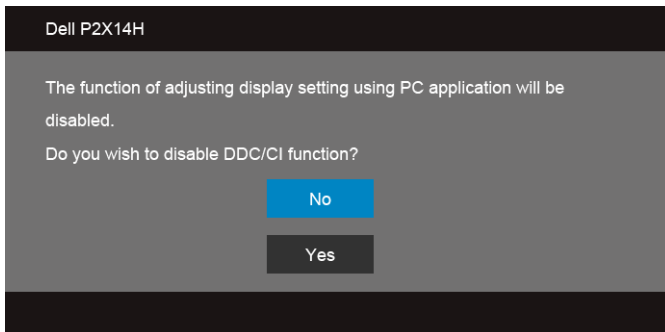 Dell P2X14H
The function of adjusting display setting using PC application will be
disabled.
Do you wish to disable DDC/CI function?
No
Yes